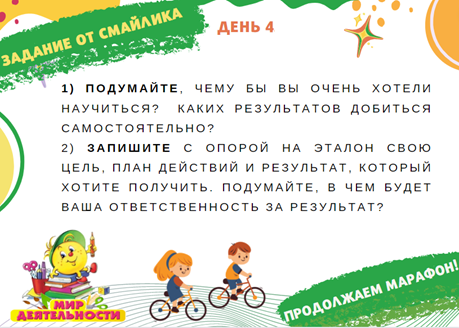 ЗАДАНИЕ ОТ СМАЙЛИКА
ДЕНЬ 4
1) ПОДУМАЙТЕ, ЧЕМУ БЫ ВЫ ОЧЕНЬ ХОТЕЛИ
НАУЧИТЬСЯ? КАКИХ РЕЗУЛЬТАТОВ ДОБИТЬСЯ
САМОСТОЯТЕЛЬНО?
2) ЗАПИШИТЕ С ОПОРОЙ НА ЭТАЛОН СВОЮ
ЦЕЛЬ, ПЛАН ДЕЙСТВИЙ И РЕЗУЛЬТАТ, КОТОРЫЙ
ХОТИТЕ ПОЛУЧИТЬ. ПОДУМАЙТЕ, В ЧЕМ БУДЕТ
ВАША ОТВЕТСТВЕННОСТЬ ЗА РЕЗУЛЬТАТ?
МИР
ДЕЯТЕЛЬНОСТИ
ПРОДОЛЖАЕМ МАРАФОН!